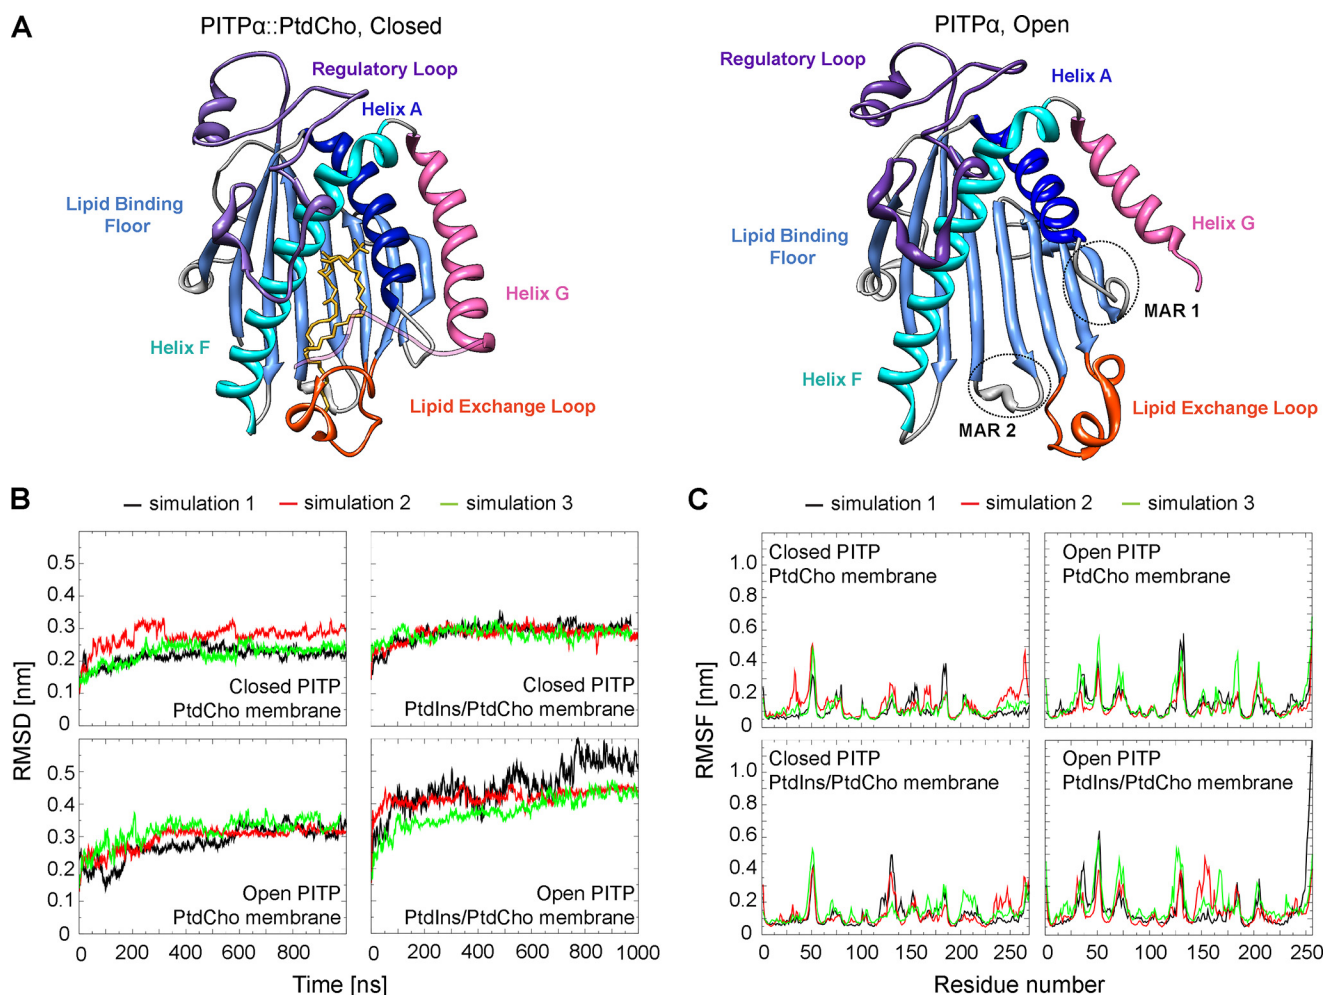 A
PITPα::PtdCho, Closed
Regulatory Loop
Helix A
Lipid Binding
Floor
Helix G
Helix F
Lipid Exchange Loop
PITPα, Open
Regulatory Loop
Helix A
Lipid Binding
Floor
Helix G
MAR 1
Helix F
Lipid Exchange Loop
MAR 2
B
simulation 1 simulation 2 simulation 3
RMSD [nm]
0.5
0.4
0.3
0.2
0.1
0
Closed PITP
PtdCho membrane
Closed PITP
PtdIns/PtdCho membrane
0.5
0.4
0.3
0.2
0.1
0
Open PITP
PtdCho membrane
Open PITP
PtdIns/PtdCho membrane
0 200 400 600 800
0 200 400 600 800 1000
Time [ns]
C
simulation 1 simulation 2 simulation 3
RMSF [nm]
1.0
0.8
0.6
0.4
0.2
0
Closed PITP
PtdCho membrane
Open PITP
PtdCho membrane
1.0
0.8
0.6
0.4
0.2
0
Closed PITP
PtdIns/PtdCho membrane
Open PITP
PtdIns/PtdCho membrane
0 50 100 150 200 250
0 50 100 150 200 250
Residue number